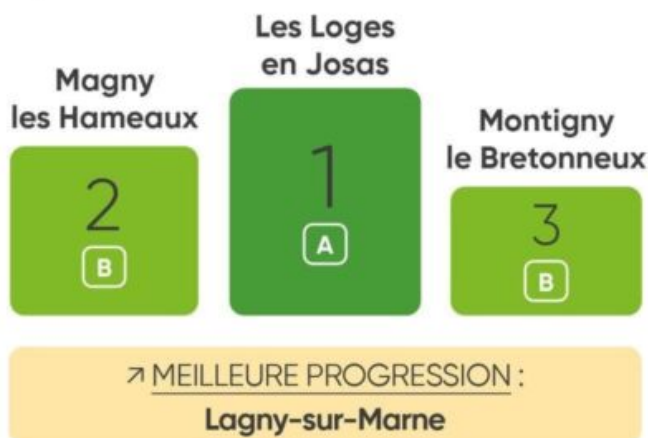 Les Loges
en Josas
Magny
les Hameaux
Montigny
le Bretonneux
1
A
2
B
3
B
↗ MEILLEURE PROGRESSION :
Lagny-sur-Marne